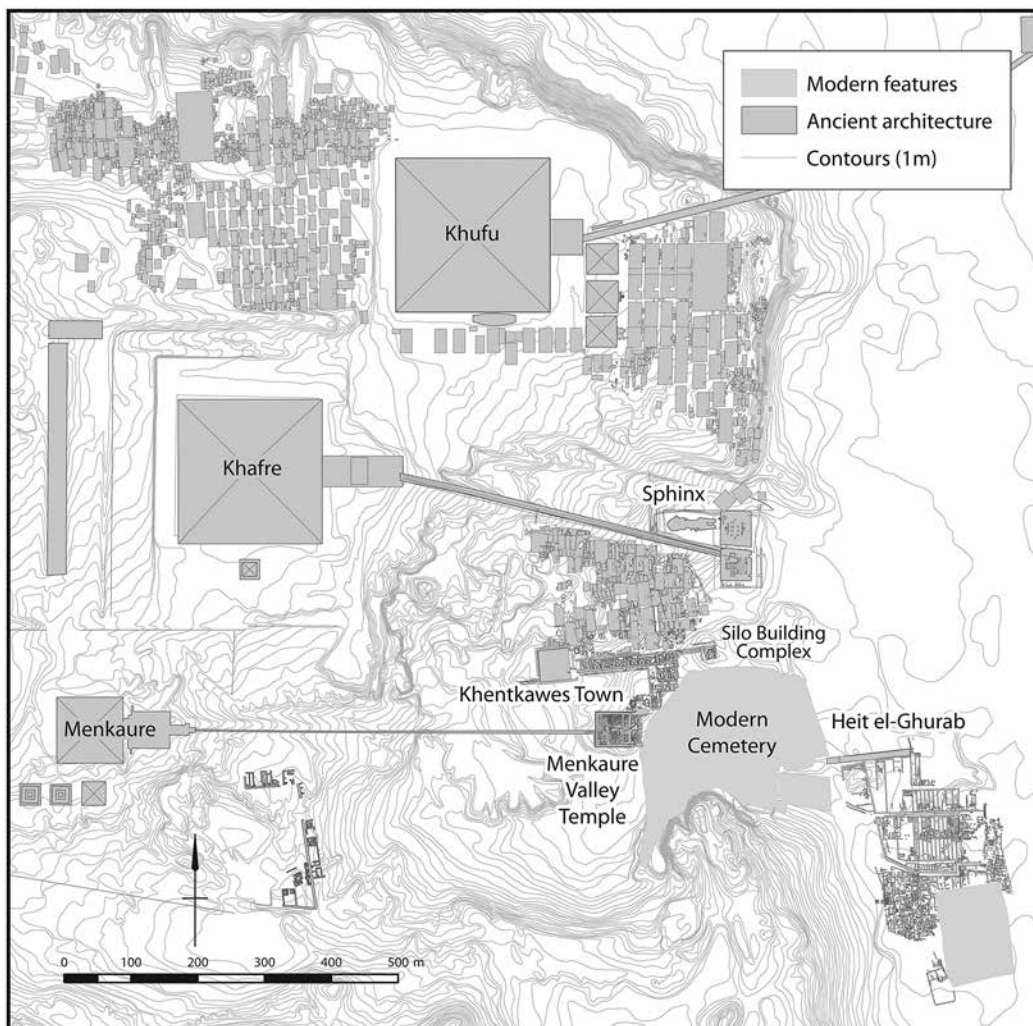 Modern features
Ancient architecture
Contours (1m)
Khufu
Khafre
Sphinx
Silo Building
Complex
Khentkawes Town
Menkaure
Modern
Cemetery
Heit el-Ghurab
Menkaure
Valley
Temple
0 100 200 300 400 500 m